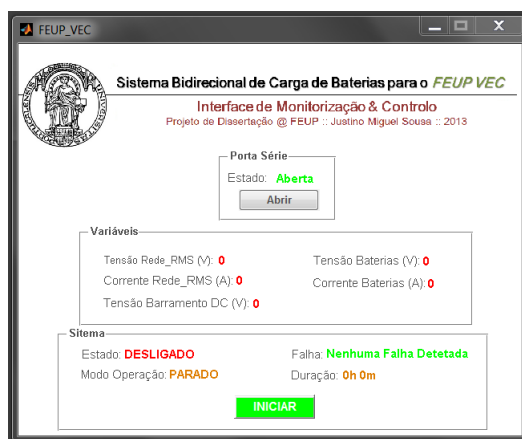 FEUP_VEC
Sistema Bidirecional de Carga de Baterias para o FEUP VEC
Interface de Monitorização & Controlo
Projeto de Dissertação @ FEUP :: Justino Miguel Sousa :: 2013
Porta Série
Estado: Aberta
Abrir
Variáveis
Tensão Rede_RMS (V): 0 Tensão Baterias (V): 0
Corrente Rede_RMS (A): 0 Corrente Baterias (A): 0
Tensão Barramento DC (V): 0
Sitema
Estado: DESLIGADO Falha: Nenhuma Falha Detetada
Modo Operação: PARADO Duração: 0h 0m
INICIAR